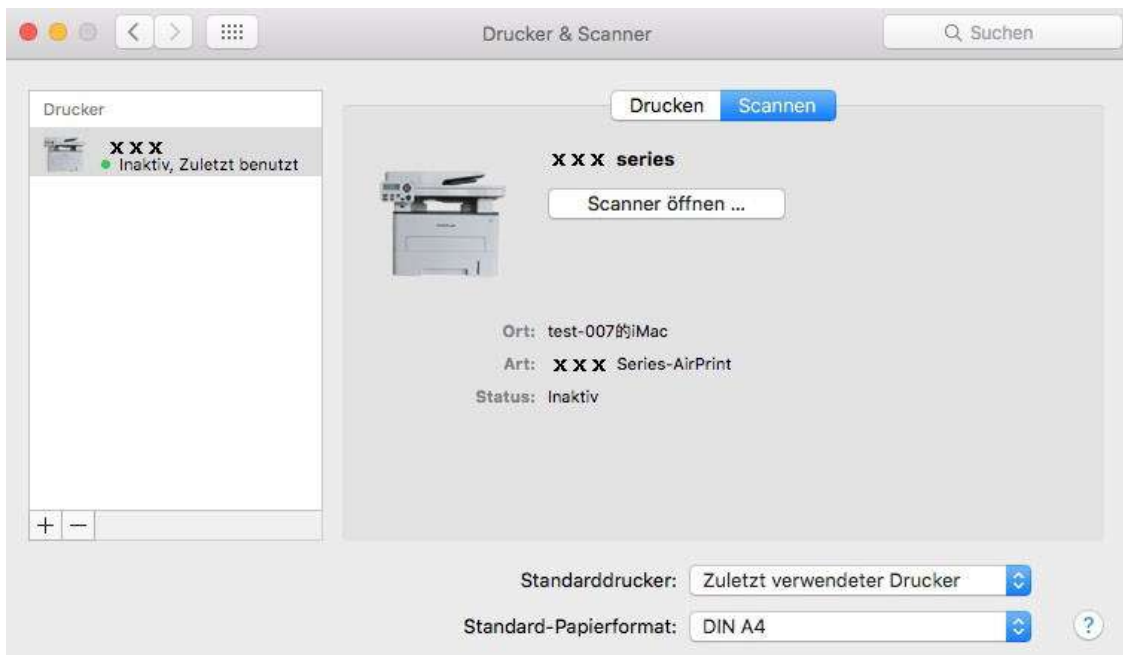 Drucker & Scanner
Suchen
Drucker
Drucken
Scannen
x x x
Inaktiv, Zuletzt benutzt
x x x series
Scanner öffnen ...
Ort: test-007的iMac
Art: x x x Series-AirPrint
Status: Inaktiv
+ −
Standarddrucker: Zuletzt verwendeter Drucker
Standard-Papierformat: DIN A4
?